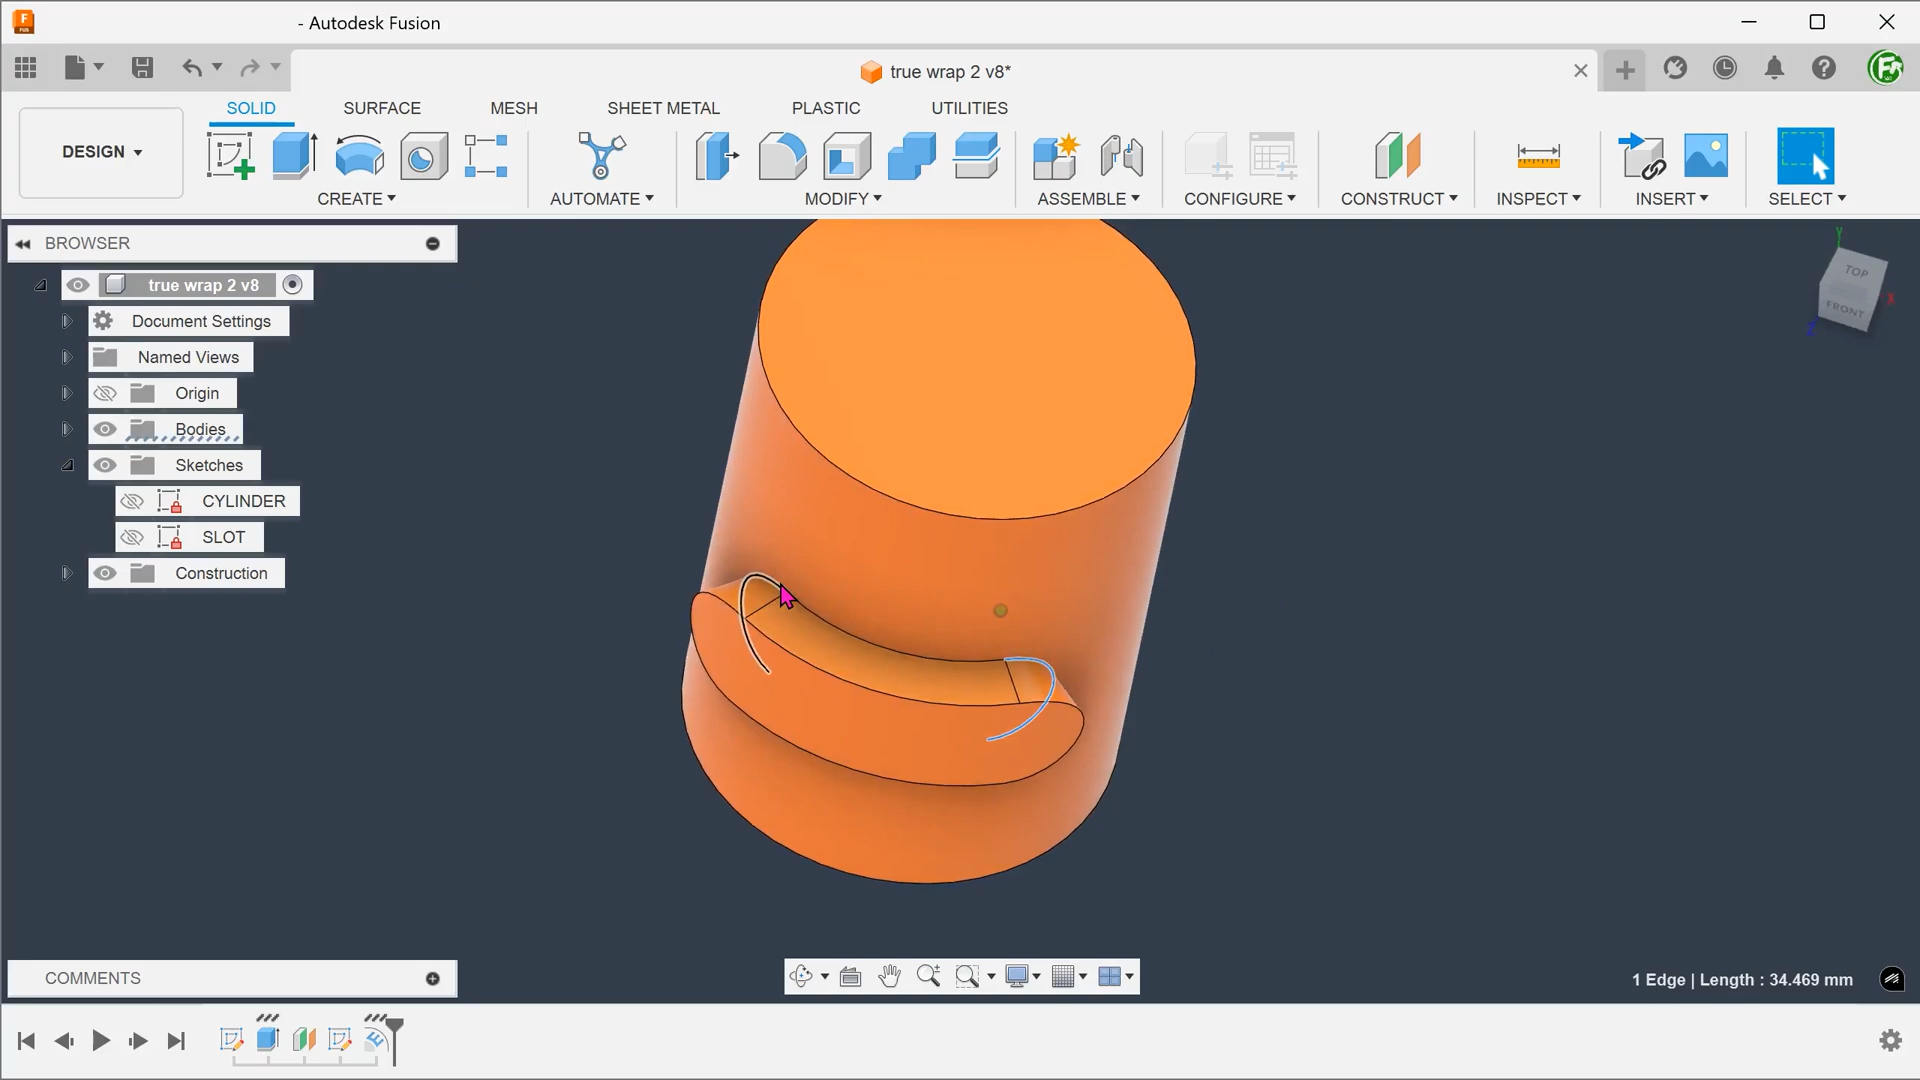 - Autodesk Fusion
true wrap 2 v8*
DESIGN
SOLID SURFACE MESH SHEET METAL PLASTIC UTILITIES
CREATE AUTOMATE MODIFY ASSEMBLE CONFIGURE CONSTRUCT INSPECT INSERT SELECT
BROWSER
true wrap 2 v8
Document Settings
Named Views
Origin
Bodies
Sketches
CYLINDER
SLOT
Construction
Y
TOP
FRONT
X
Z
COMMENTS
1 Edge | Length : 34.469 mm